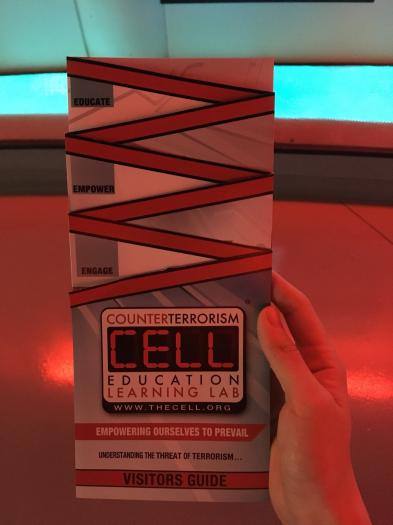 EDUCATE
EMPOWER
ENGAGE
COUNTERTERRORISM
CELL
EDUCATION
LEARNING LAB
WWW.THECELL.ORG
EMPOWERING OURSELVES TO PREVAIL
UNDERSTANDING THE THREAT OF TERRORISM...
VISITORS GUIDE